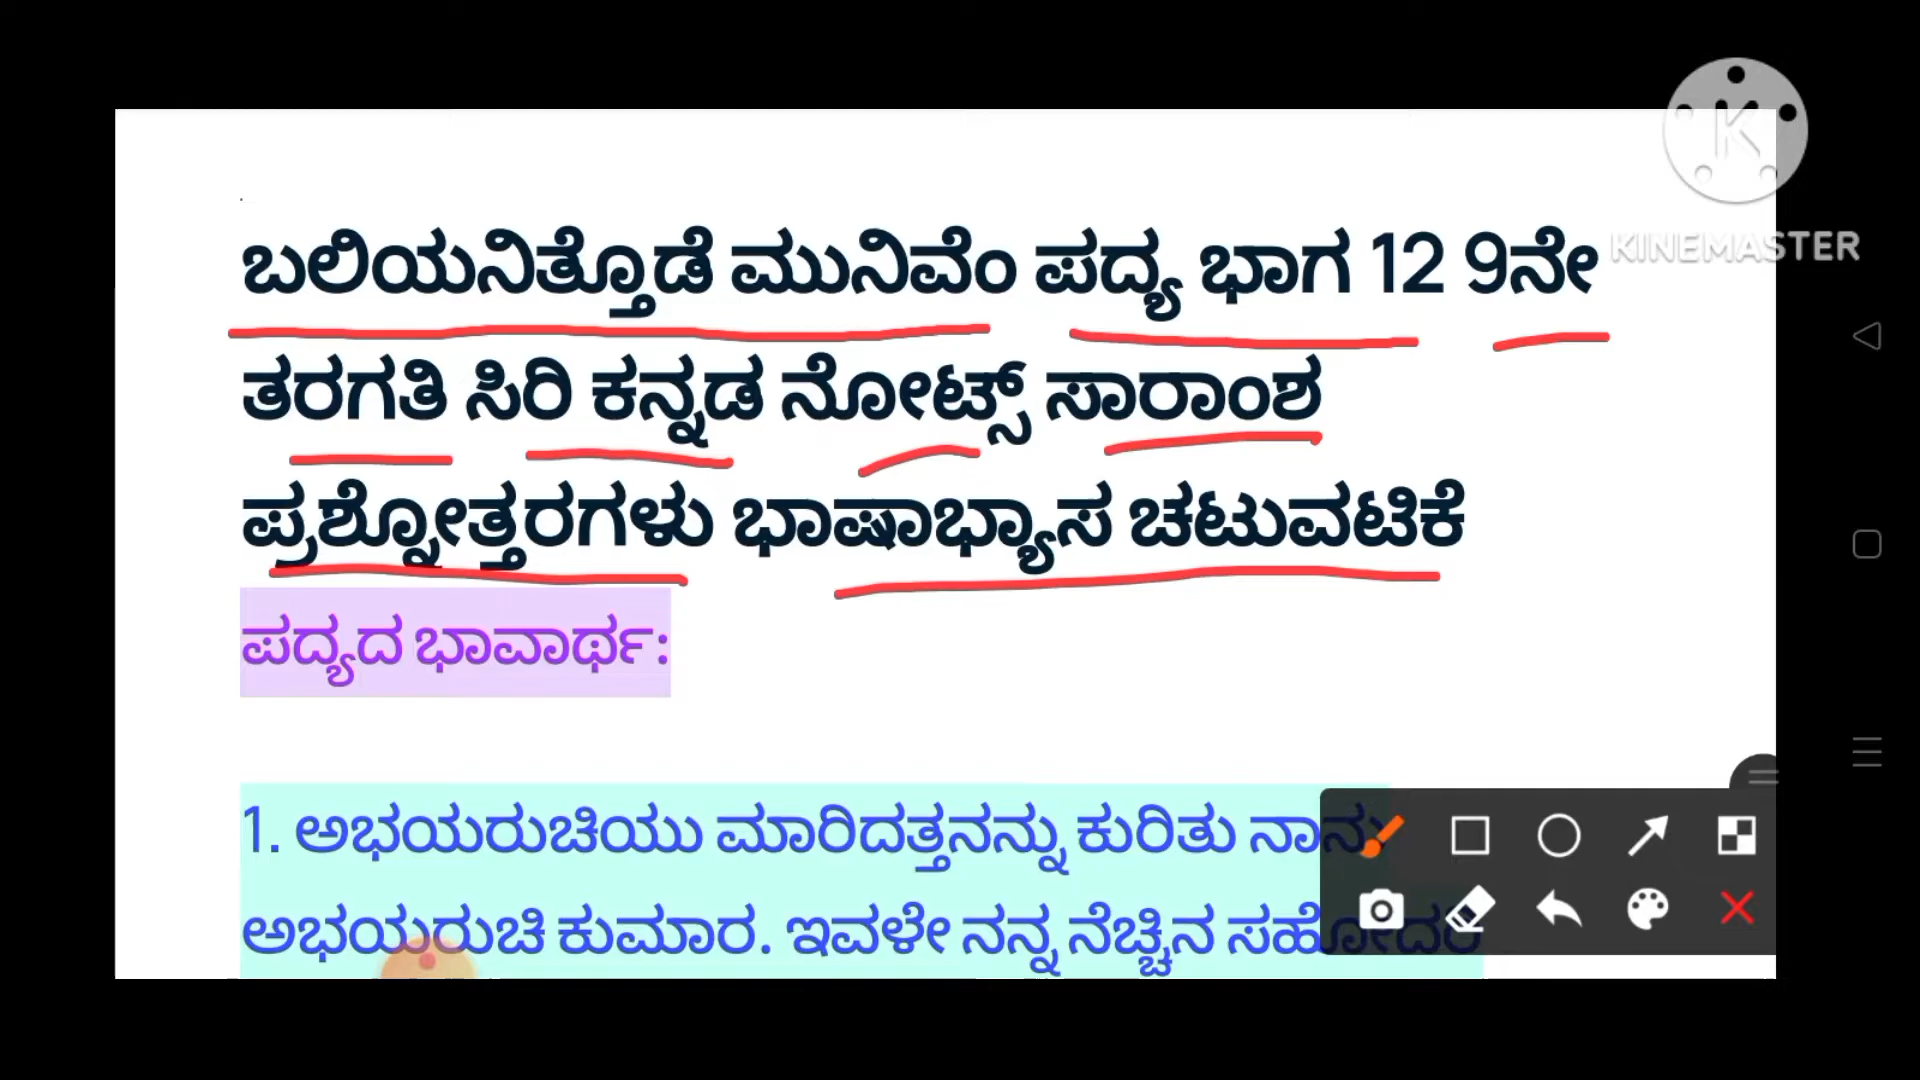 ಬಲಿಯನಿತ್ತೊಡೆ ಮುನಿವೆಂ ಪದ್ಯ ಭಾಗ 12 9ನೇ
ತರಗತಿ ಸಿರಿ ಕನ್ನಡ ನೋಟ್ಸ್ ಸಾರಾಂಶ
ಪ್ರಶ್ನೋತ್ತರಗಳು ಭಾಷಾಭ್ಯಾಸ ಚಟುವಟಿಕೆ
ಪದ್ಯದ ಭಾವಾರ್ಥ:
1. ಅಭಯರುಚಿಯು ಮಾರಿದತ್ತನನ್ನು ಕುರಿತು ನಾನು
ಅಭಯರುಚಿ ಕುಮಾರ. ಇವಳೇ ನನ್ನ ನೆಚ್ಚಿನ ಸಹೋದರಿ
KINEMASTER